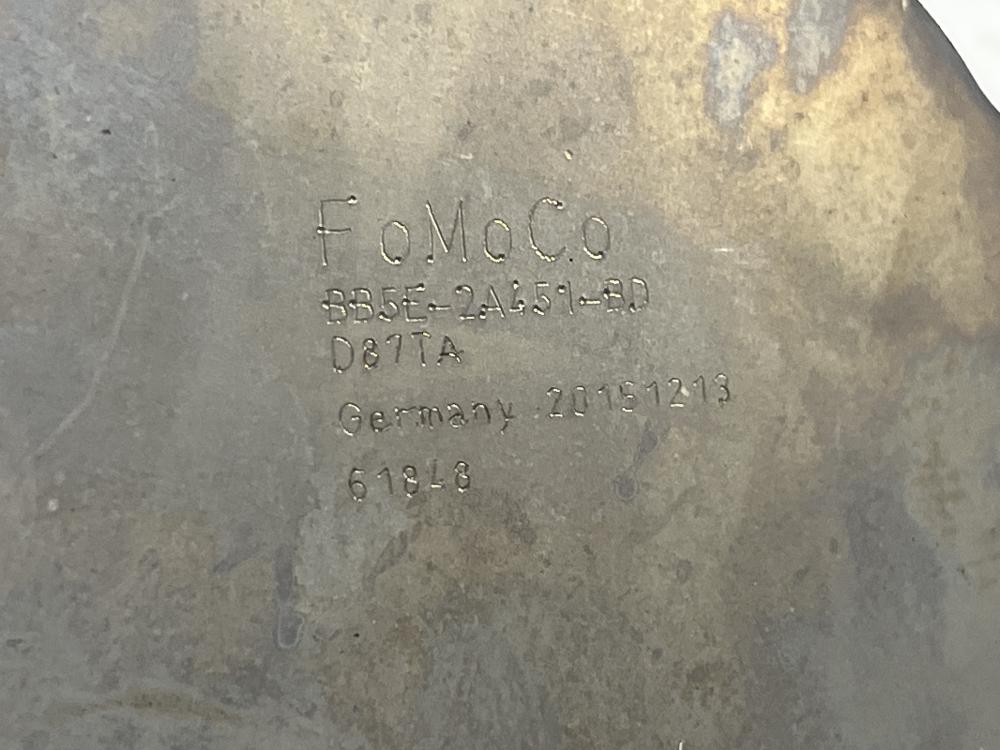 FoMoCo
BB5E-2A451-BD
D87TA
Germany 20151213
61848